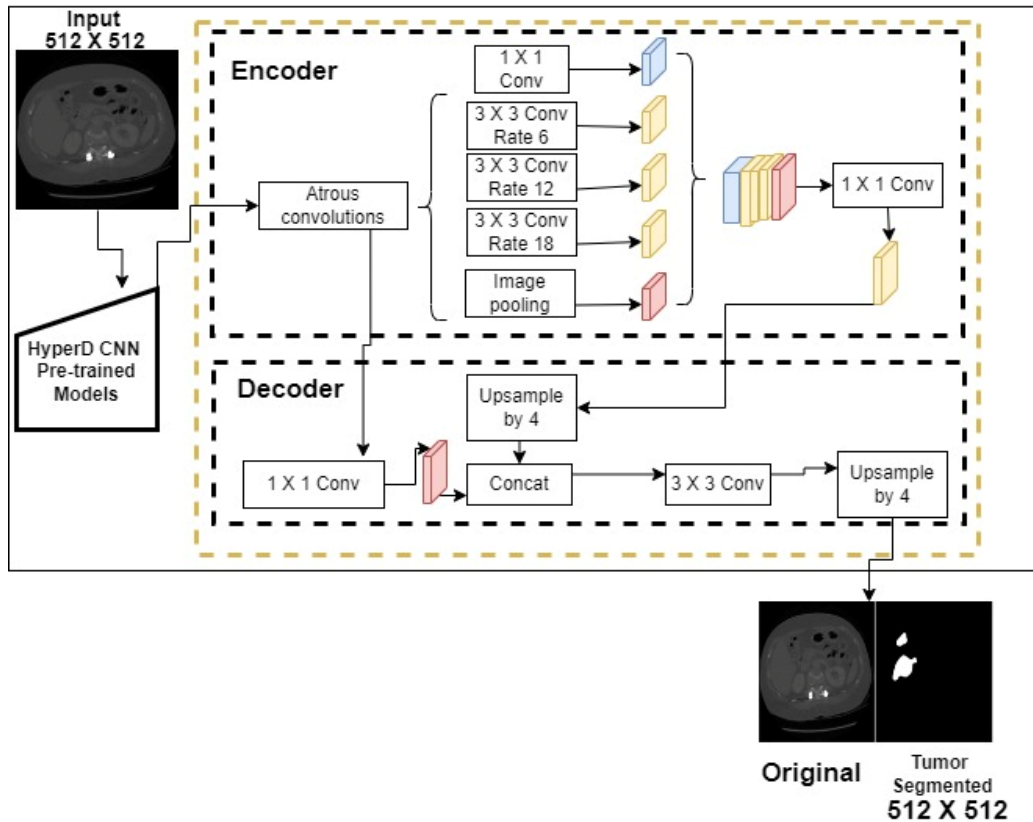 Input
512 X 512
Encoder
1 X 1
Conv
3 X 3 Conv
Rate 6
3 X 3 Conv
Rate 12
3 X 3 Conv
Rate 18
Image
pooling
Atrous
convolutions
1 X 1 Conv
HyperD CNN
Pre-trained
Models
Decoder
Upsample
by 4
1 X 1 Conv
Concat
3 X 3 Conv
Upsample
by 4
Original
Tumor
Segmented
512 X 512